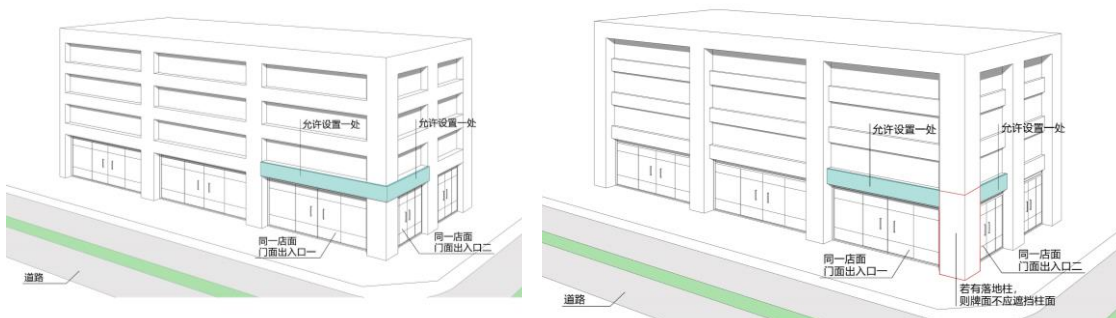 允许设置一处
允许设置一处
同一店面
门面出入口一
同一店面
门面出入口二
道路
允许设置一处
允许设置一处
同一店面
门面出入口一
同一店面
门面出入口二
若有落地柱，
则牌面不应遮挡柱面
道路